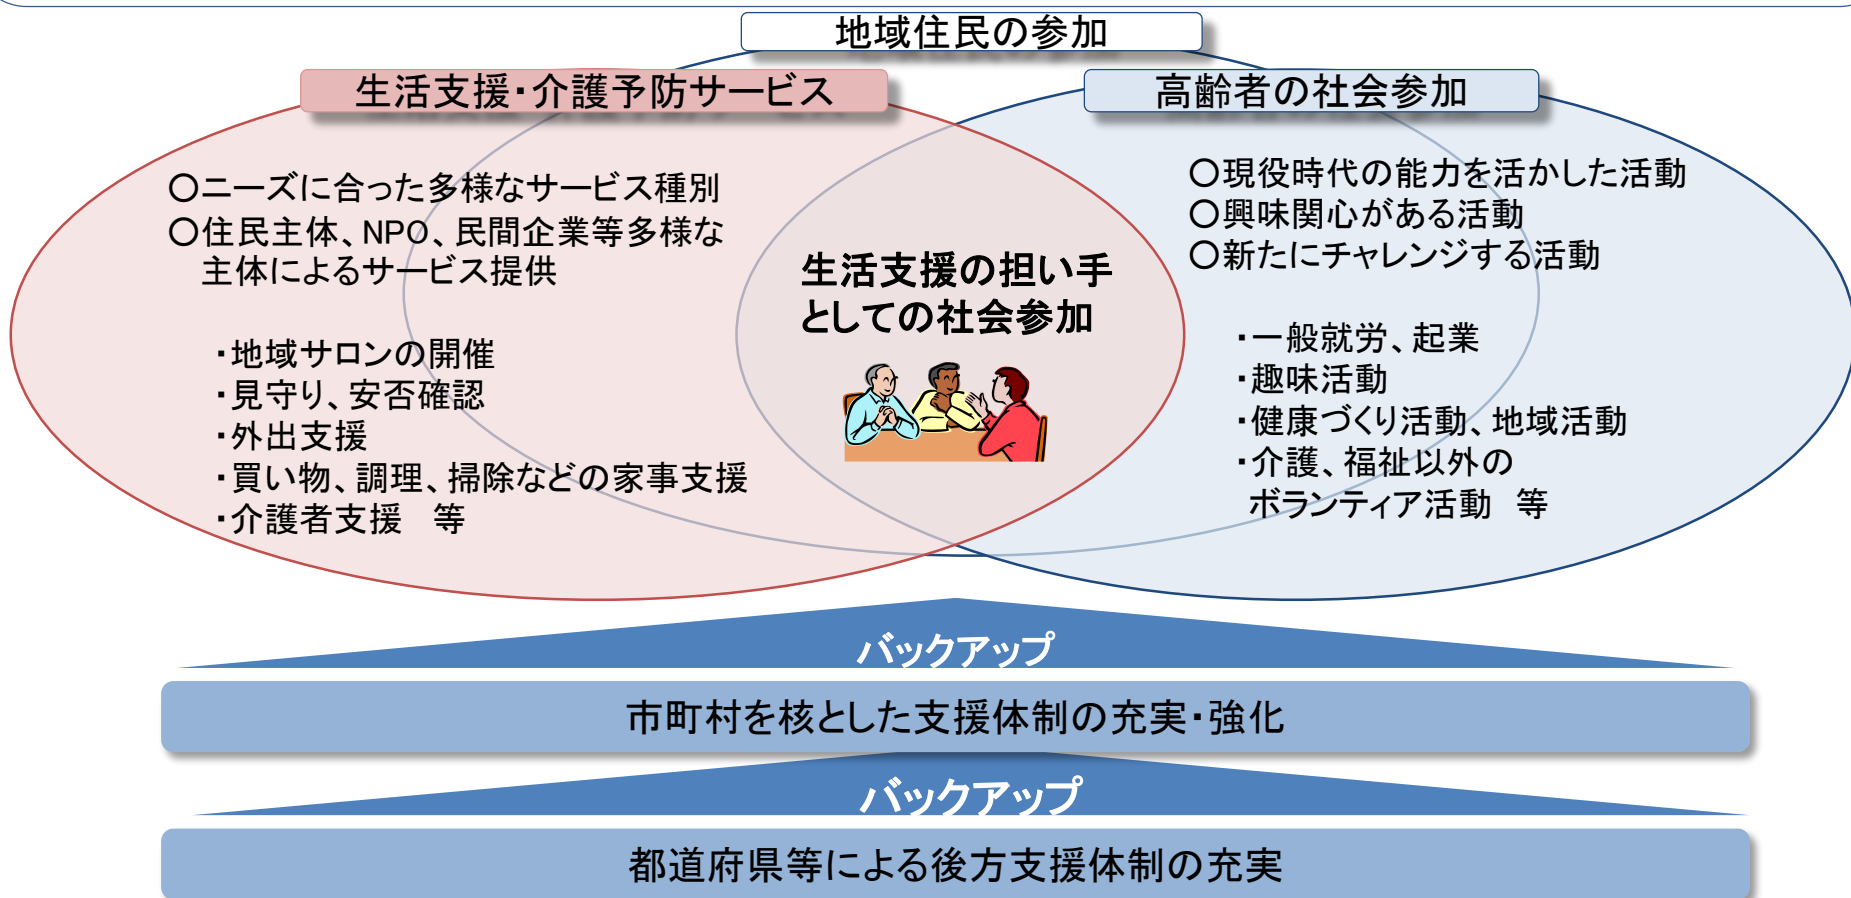 地域住民の参加
生活支援・介護予防サービス
〇ニーズに合った多様なサービス種別
〇住民主体、NPO、民間企業等多様な
主体によるサービス提供
・地域サロンの開催
・見守り、安否確認
・外出支援
・買い物、調理、掃除などの家事支援
・介護者支援　等
生活支援の担い手
としての社会参加
高齢者の社会参加
〇現役時代の能力を活かした活動
〇興味関心がある活動
〇新たにチャレンジする活動
・一般就労、起業
・趣味活動
・健康づくり活動、地域活動
・介護、福祉以外の
ボランティア活動　等
バックアップ
市町村を核とした支援体制の充実・強化
バックアップ
都道府県等による後方支援体制の充実